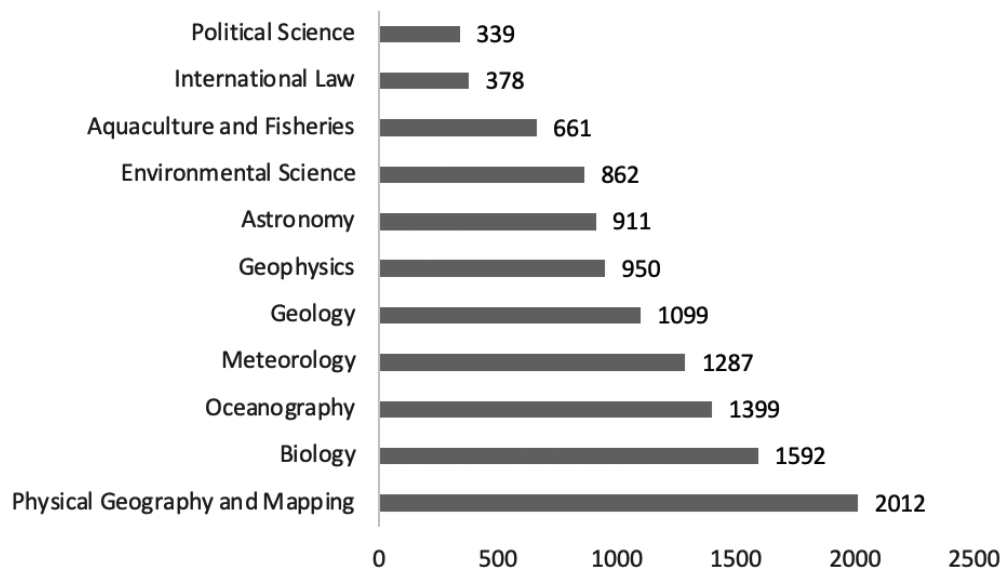 Political Science 339
International Law 378
Aquaculture and Fisheries 661
Environmental Science 862
Astronomy 911
Geophysics 950
Geology 1099
Meteorology 1287
Oceanography 1399
Biology 1592
Physical Geography and Mapping 2012
0 500 1000 1500 2000 2500